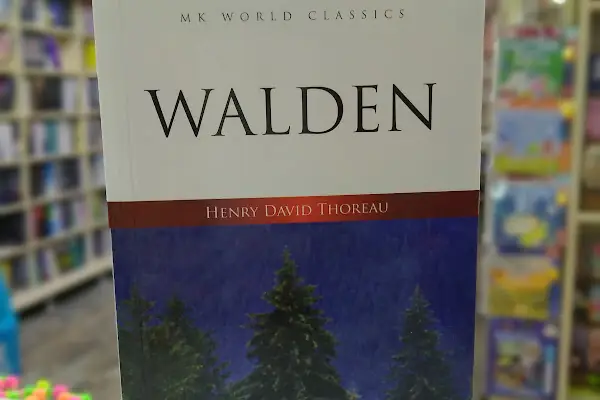 MK WORLD CLASSICS
WALDEN
HENRY DAVID THOREAU